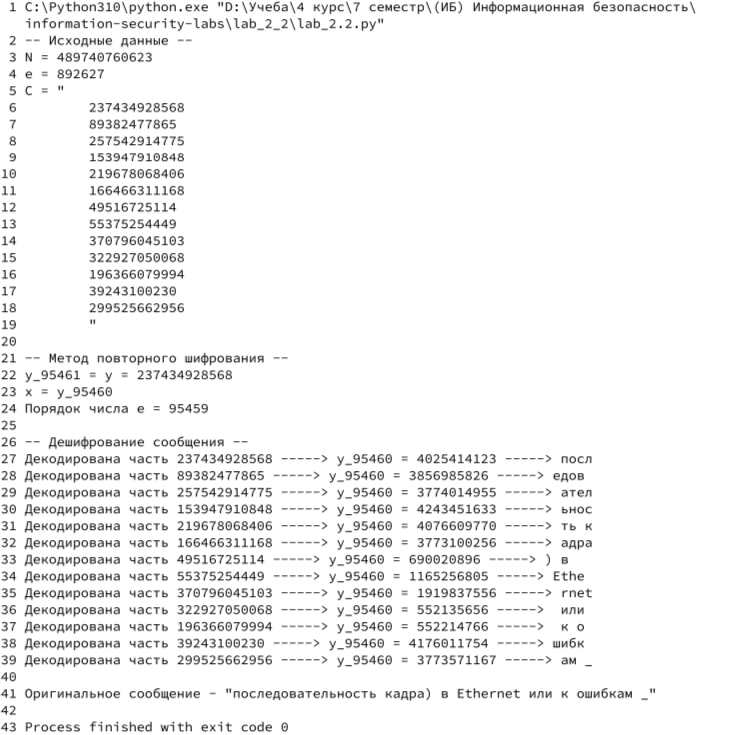 1 C:\Python310\python.exe "D:\Учеба\4 курс\7 семестр\(ИБ) Информационная безопасность\
information-security-labs\lab_2_2\lab_2.2.py"
2 -- Исходные данные --
3 N = 489740760623
4 e = 892627
5 C = "
6 237434928568
7 89382477865
8 257542914775
9 153947910848
10 219678068406
11 166466311168
12 49516725114
13 55375254449
14 370796045103
15 322927050068
16 196366079994
17 39243100230
18 299525662956
19 "
20
21 -- Метод повторного шифрования --
22 y_95461 = y = 237434928568
23 x = y_95460
24 Порядок числа e = 95459
25
26 -- Дешифрование сообщения --
27 Декодирована часть 237434928568 -----> y_95460 = 4025414123 -----> посл
28 Декодирована часть 89382477865 -----> y_95460 = 3856985826 -----> едов
29 Декодирована часть 257542914775 -----> y_95460 = 3774014955 -----> ател
30 Декодирована часть 153947910848 -----> y_95460 = 4243451633 -----> ьнос
31 Декодирована часть 219678068406 -----> y_95460 = 4076609770 -----> ть к
32 Декодирована часть 166466311168 -----> y_95460 = 3773100256 -----> адра
33 Декодирована часть 49516725114 -----> y_95460 = 690020896 -----> ) в
34 Декодирована часть 55375254449 -----> y_95460 = 1165256805 -----> Ethe
35 Декодирована часть 370796045103 -----> y_95460 = 1919837556 -----> rnet
36 Декодирована часть 322927050068 -----> y_95460 = 552135656 -----> или
37 Декодирована часть 196366079994 -----> y_95460 = 552214766 -----> к о
38 Декодирована часть 39243100230 -----> y_95460 = 4176011754 -----> шибк
39 Декодирована часть 299525662956 -----> y_95460 = 3773571167 -----> ам _
40
41 Оригинальное сообщение - "последовательность кадра) в Ethernet или к ошибкам _"
42
43 Process finished with exit code 0